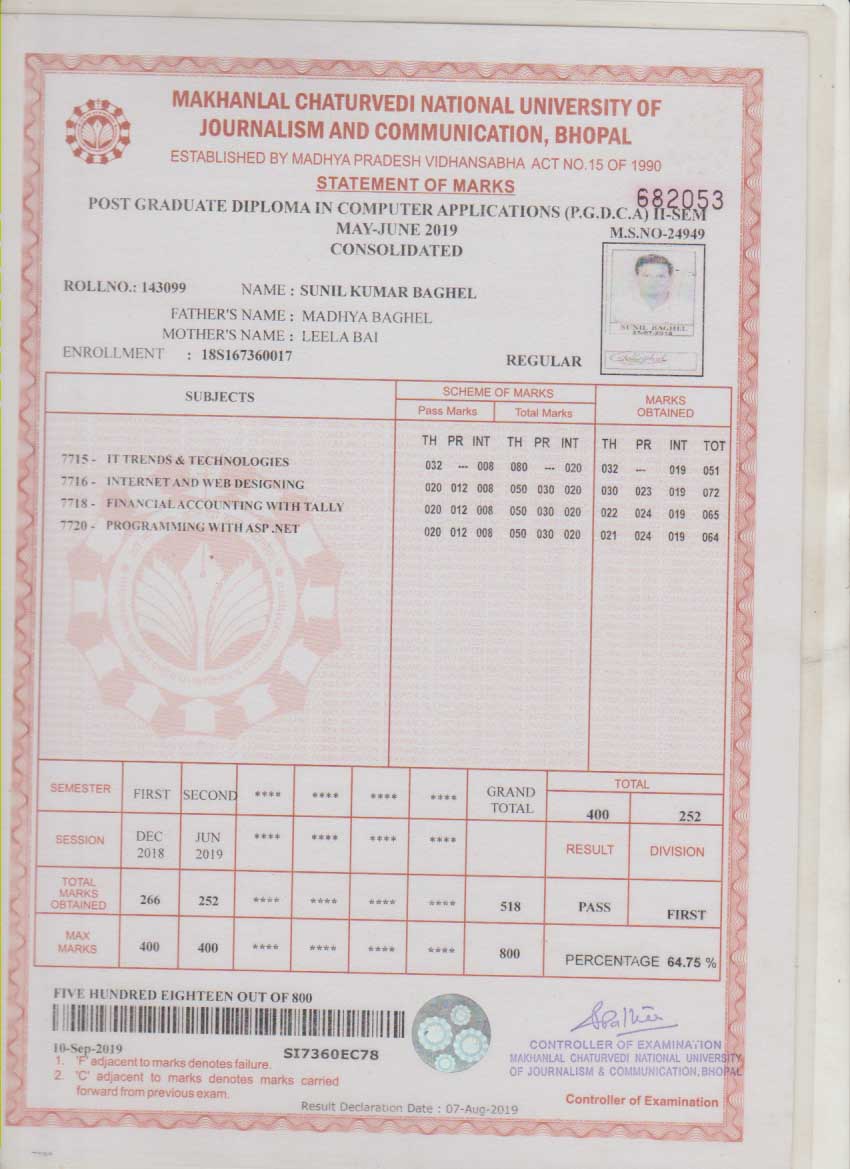 MAKHANLAL CHATURVEDI NATIONAL UNIVERSITY OF
JOURNALISM AND COMMUNICATION, BHOPAL
ESTABLISHED BY MADHYA PRADESH VIDHANSABHA ACT NO.15 OF 1990
STATEMENT OF MARKS
682053
POST GRADUATE DIPLOMA IN COMPUTER APPLICATIONS (P.G.D.C.A) II-SEM
MAY-JUNE 2019 M.S.NO-24949
CONSOLIDATED
ROLLNO.: 143099 NAME : SUNIL KUMAR BAGHEL
FATHER'S NAME : MADHYA BAGHEL
MOTHER'S NAME : LEELA BAI
SUNIL BAGHEL
ENROLLMENT : 18S167360017 REGULAR
SUBJECTS SCHEME OF MARKS MARKS OBTAINED
Pass Marks Total Marks
TH PR INT TH PR INT TH PR INT TOT
7715 - IT TRENDS & TECHNOLOGIES 032 --- 008 080 --- 020 032 --- 019 051
7716 - INTERNET AND WEB DESIGNING 020 012 008 050 030 020 030 023 019 072
7718 - FINANCIAL ACCOUNTING WITH TALLY 020 012 008 050 030 020 022 024 019 065
7720 - PROGRAMMING WITH ASP .NET 020 012 008 050 030 020 021 024 019 064
SEMESTER FIRST SECOND **** **** **** **** GRAND TOTAL TOTAL
400 252
SESSION DEC 2018 JUN 2019 **** **** **** **** RESULT DIVISION
TOTAL MARKS OBTAINED 266 252 **** **** **** **** 518 PASS FIRST
MAX MARKS 400 400 **** **** **** **** 800 PERCENTAGE 64.75 %
FIVE HUNDRED EIGHTEEN OUT OF 800
10-Sep-2019 SI7360EC78
1. 'F' adjacent to marks denotes failure.
2. 'C' adjacent to marks denotes marks carried
forward from previous exam.
CONTROLLER OF EXAMINATION
MAKHANLAL CHATURVEDI NATIONAL UNIVERSITY
OF JOURNALISM & COMMUNICATION, BHOPAL
Result Declaration Date : 07-Aug-2019
Controller of Examination